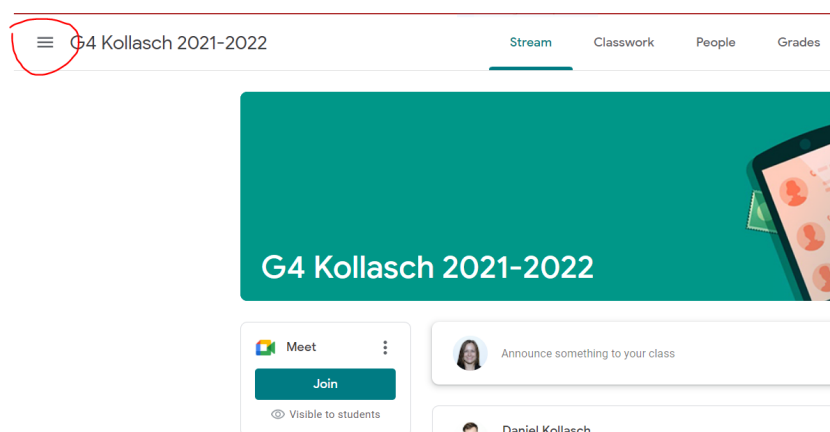 G4 Kollasch 2021-2022
Stream Classwork People Grades
G4 Kollasch 2021-2022
Meet
Join
Visible to students
Announce something to your class
Daniel Kollasch